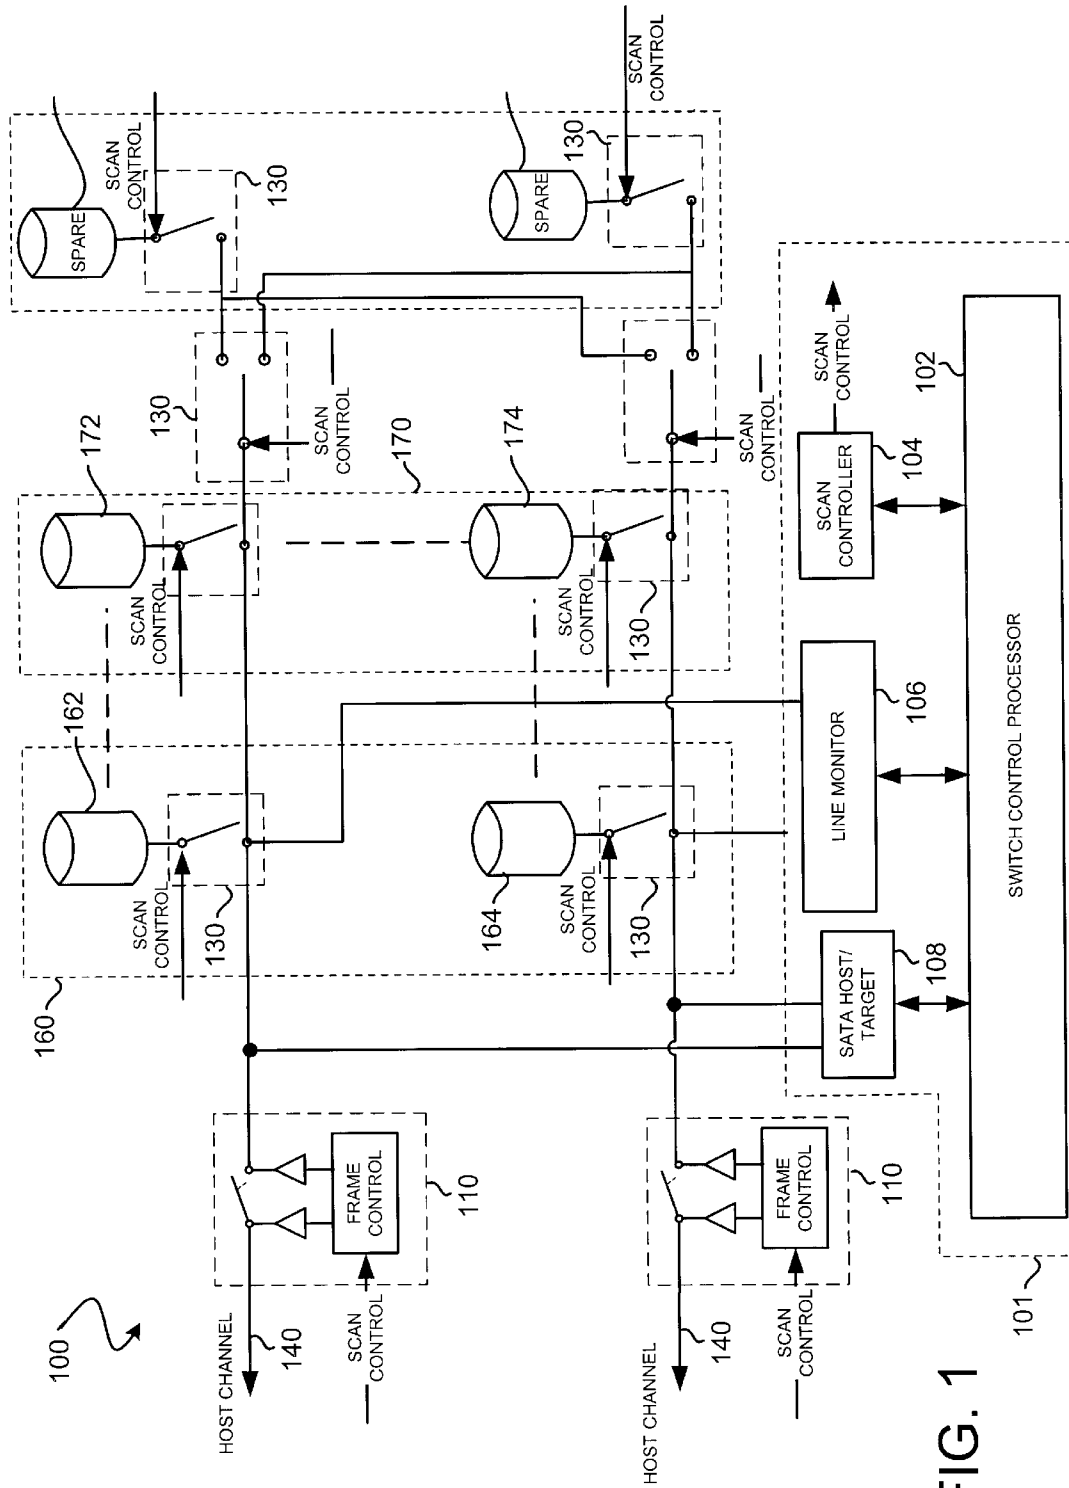 100
HOST CHANNEL
140
SCAN
CONTROL
FRAME
CONTROL
110
160
162
SCAN
CONTROL
130
172
SCAN
CONTROL
170
130
SCAN
CONTROL
SPARE
SCAN
CONTROL
130
HOST CHANNEL
140
SCAN
CONTROL
FRAME
CONTROL
110
164
SCAN
CONTROL
130
174
SCAN
CONTROL
130
SCAN
CONTROL
SPARE
130
SCAN
CONTROL
101
SATA HOST/
TARGET
108
LINE MONITOR
106
SCAN
CONTROLLER
104
SCAN
CONTROL
SWITCH CONTROL PROCESSOR
102
FIG. 1